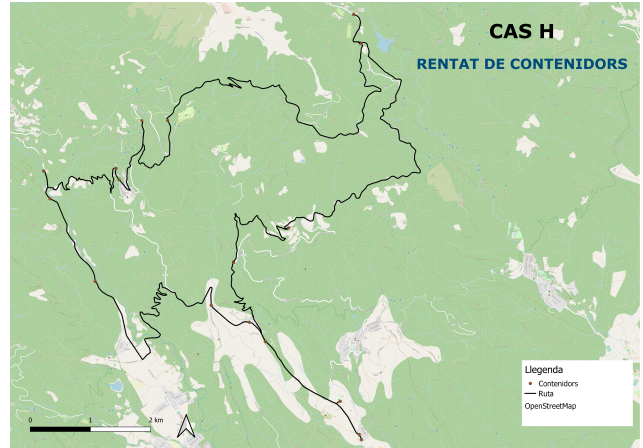 CAS H
RENTAT DE CONTENIDORS
Llegenda
Contenidors
Ruta
OpenStreetMap
0 1 2 km